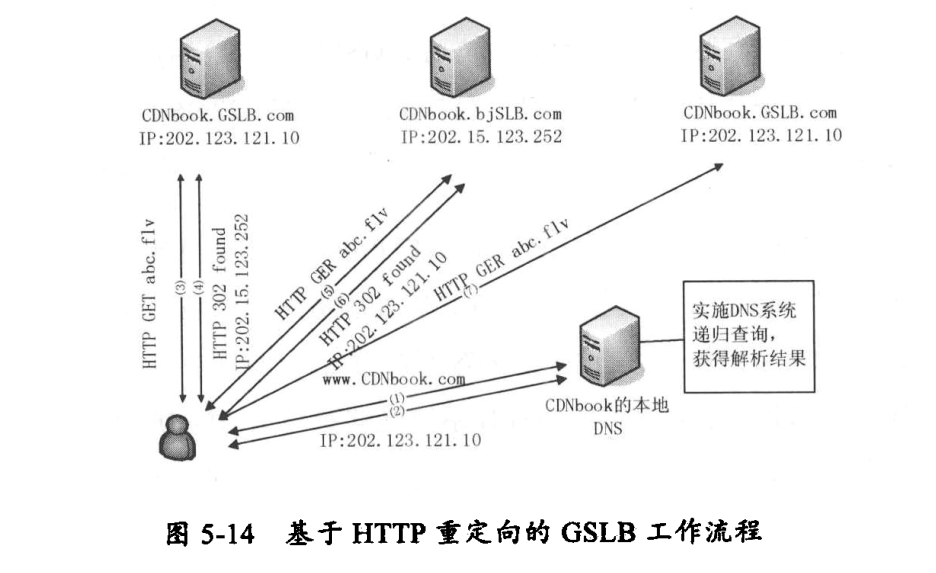 CDNbook.GSLB.com
IP:202.123.121.10
CDNbook.bjSLB.com
IP:202.15.123.252
CDNbook.GSLB.com
IP:202.123.121.10
HTTP GET abc.flv
(3)
(4)
HTTP 302 found
IP:202.15.123.252
HTTP GER abc.flv
(5)
(6)
HTTP 302 found
IP:202.123.121.10
HTTP GER abc.flv
(7)
实施DNS系统
递归查询，
获得解析结果
www.CDNbook.com
(1)
(2)
IP:202.123.121.10
CDNbook的本地
DNS
图 5-14 基于 HTTP 重定向的 GSLB 工作流程